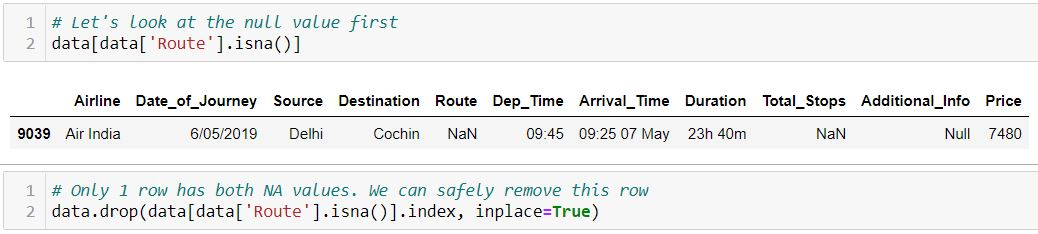 1 # Let's look at the null value first
2 data[data['Route'].isna()]
Airline Date_of_Journey Source Destination Route Dep_Time Arrival_Time Duration Total_Stops Additional_Info Price
9039 Air India 6/05/2019 Delhi Cochin NaN 09:45 09:25 07 May 23h 40m NaN Null 7480
1 # Only 1 row has both NA values. We can safely remove this row
2 data.drop(data[data['Route'].isna()].index, inplace=True)